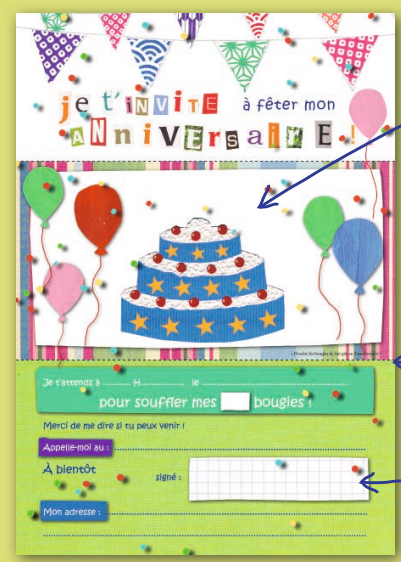 je t'invite à fêter mon
anniversaire !
Je t'attends à .............. H.................., le ..........................................................
pour souffler mes bougies !
Merci de me dire si tu peux venir !
Appelle-moi au : ..........................................................................................
À bientôt
signé :
Mon adresse : ................................................................................................
........................................................................................................................